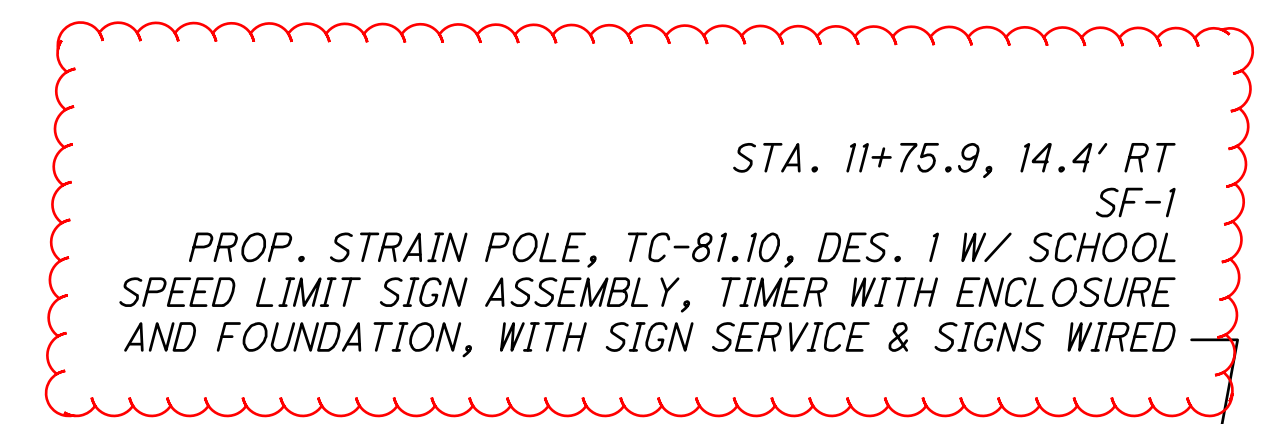 STA. 11+75.9, 14.4' RT
SF-1
PROP. STRAIN POLE, TC-81.10, DES. 1 W/ SCHOOL
SPEED LIMIT SIGN ASSEMBLY, TIMER WITH ENCLOSURE
AND FOUNDATION, WITH SIGN SERVICE & SIGNS WIRED